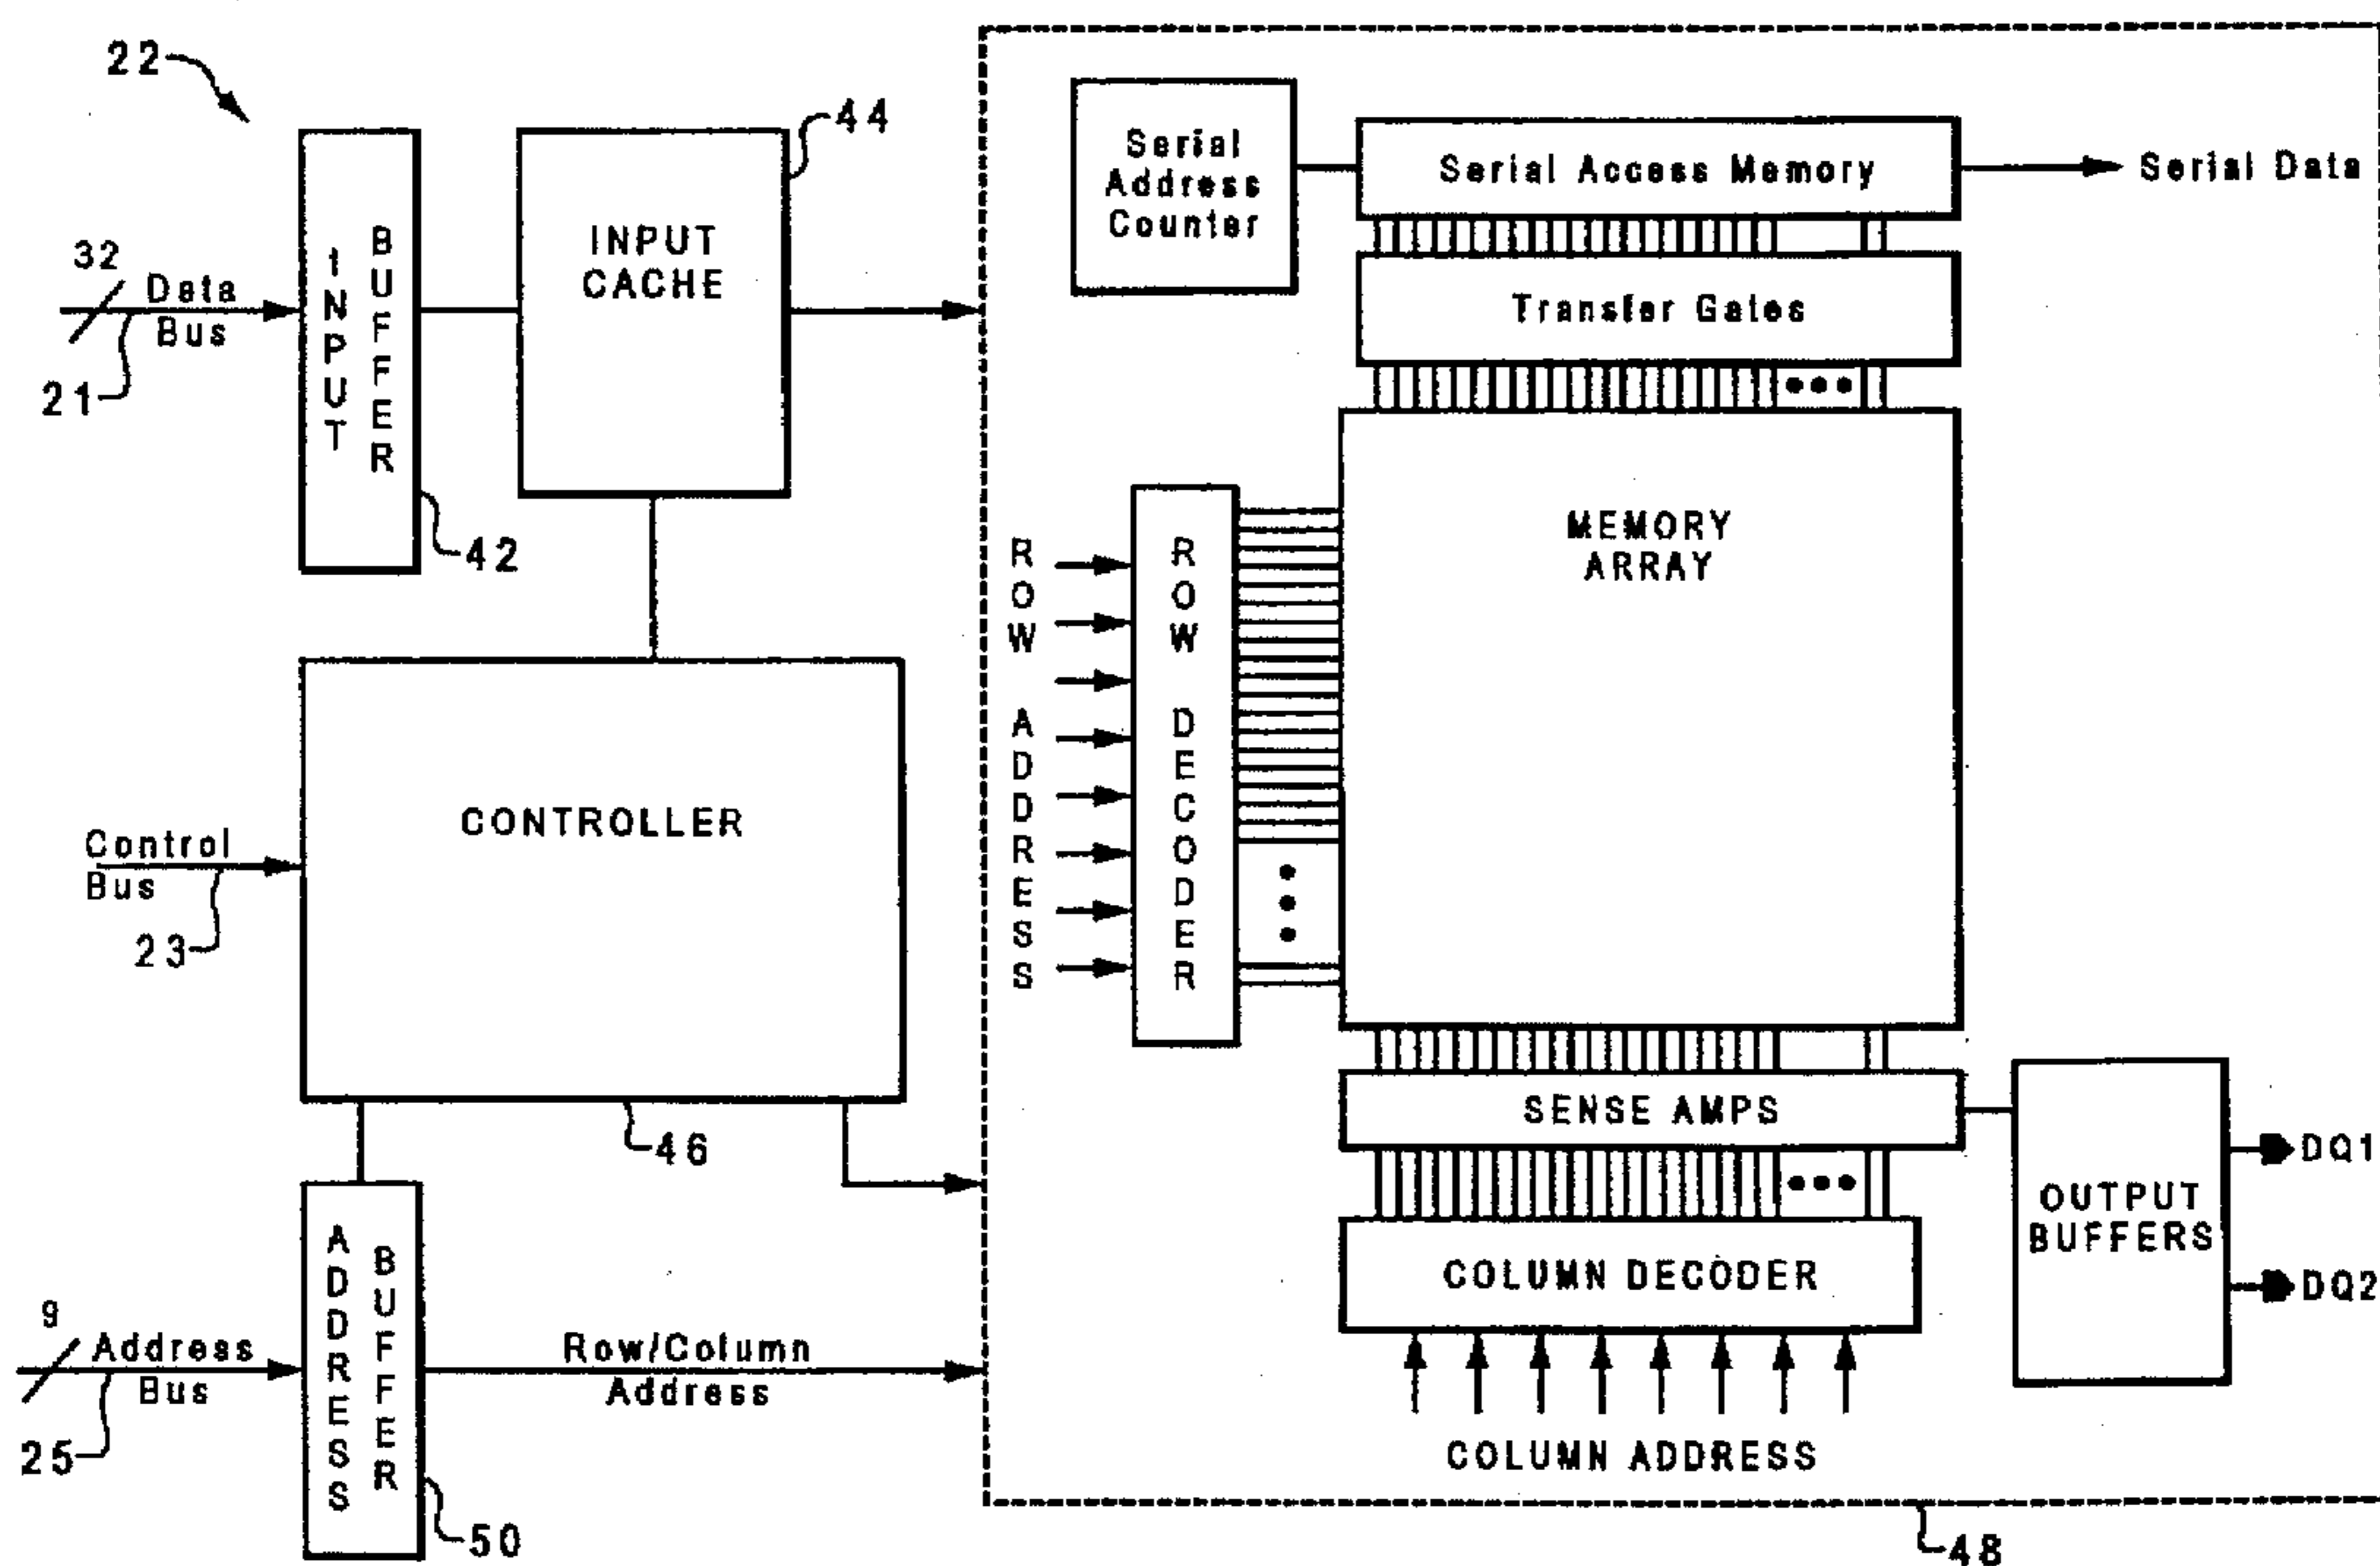 22
32
Data
Bus
21
INPUT
BUFFER
42
INPUT
CACHE
44
Control
Bus
23
CONTROLLER
46
9
Address
Bus
25
ADDRESS
BUFFER
50
Row/Column
Address
Serial
Address
Counter
Serial Access Memory
Serial Data
Transfer Gates
ROW ADDRESS
ROW DECODER
MEMORY
ARRAY
SENSE AMPS
OUTPUT
BUFFERS
DQ1
DQ2
COLUMN DECODER
COLUMN ADDRESS
48